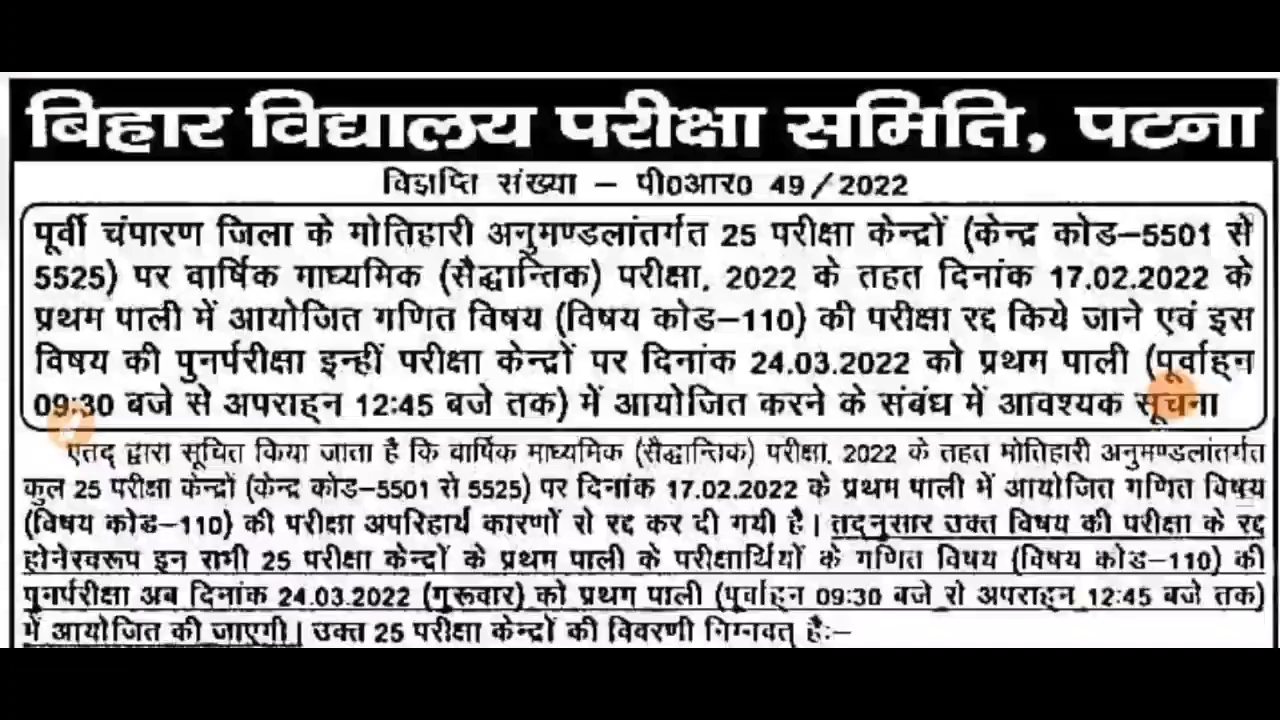 बिहार विद्यालय परीक्षा समिति, पटना
विज्ञप्ति संख्या – पी0आर0 49/2022
पूर्वी चंपारण जिला के मोतिहारी अनुमण्डलांतर्गत 25 परीक्षा केन्द्रों (केन्द्र कोड–5501 से
5525) पर वार्षिक माध्यमिक (सैद्धान्तिक) परीक्षा, 2022 के तहत दिनांक 17.02.2022 के
प्रथम पाली में आयोजित गणित विषय (विषय कोड–110) की परीक्षा रद्द किये जाने एवं इस
विषय की पुनर्परीक्षा इन्हीं परीक्षा केन्द्रों पर दिनांक 24.03.2022 को प्रथम पाली (पूर्वाह्न
09:30 बजे से अपराह्न 12:45 बजे तक) में आयोजित करने के संबंध में आवश्यक सूचना
एतद् द्वारा सूचित किया जाता है कि वार्षिक माध्यमिक (सैद्धान्तिक) परीक्षा, 2022 के तहत मोतिहारी अनुमण्डलांतर्गत
कुल 25 परीक्षा केन्द्रों (केन्द्र कोड–5501 से 5525) पर दिनांक 17.02.2022 के प्रथम पाली में आयोजित गणित विषय
(विषय कोड–110) की परीक्षा अपरिहार्य कारणों से रद्द कर दी गयी है। तद्नुसार उक्त विषय की परीक्षा के रद्द
होनेस्वरूप इन सभी 25 परीक्षा केन्द्रों के प्रथम पाली के परीक्षार्थियों के गणित विषय (विषय कोड–110) की
पुनर्परीक्षा अब दिनांक 24.03.2022 (गुरूवार) को प्रथम पाली (पूर्वाह्न 09:30 बजे से अपराह्न 12:45 बजे तक)
में आयोजित की जाएगी। उक्त 25 परीक्षा केन्द्रों की विवरणी निम्नवत् है:–